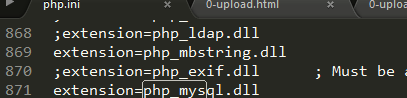 php.ini 0-upload.html 0-uplo
868 ;extension=php_ldap.dll
869 extension=php_mbstring.dll
870 ;extension=php_exif.dll ; Must be a
871 extension=php_mysql.dll